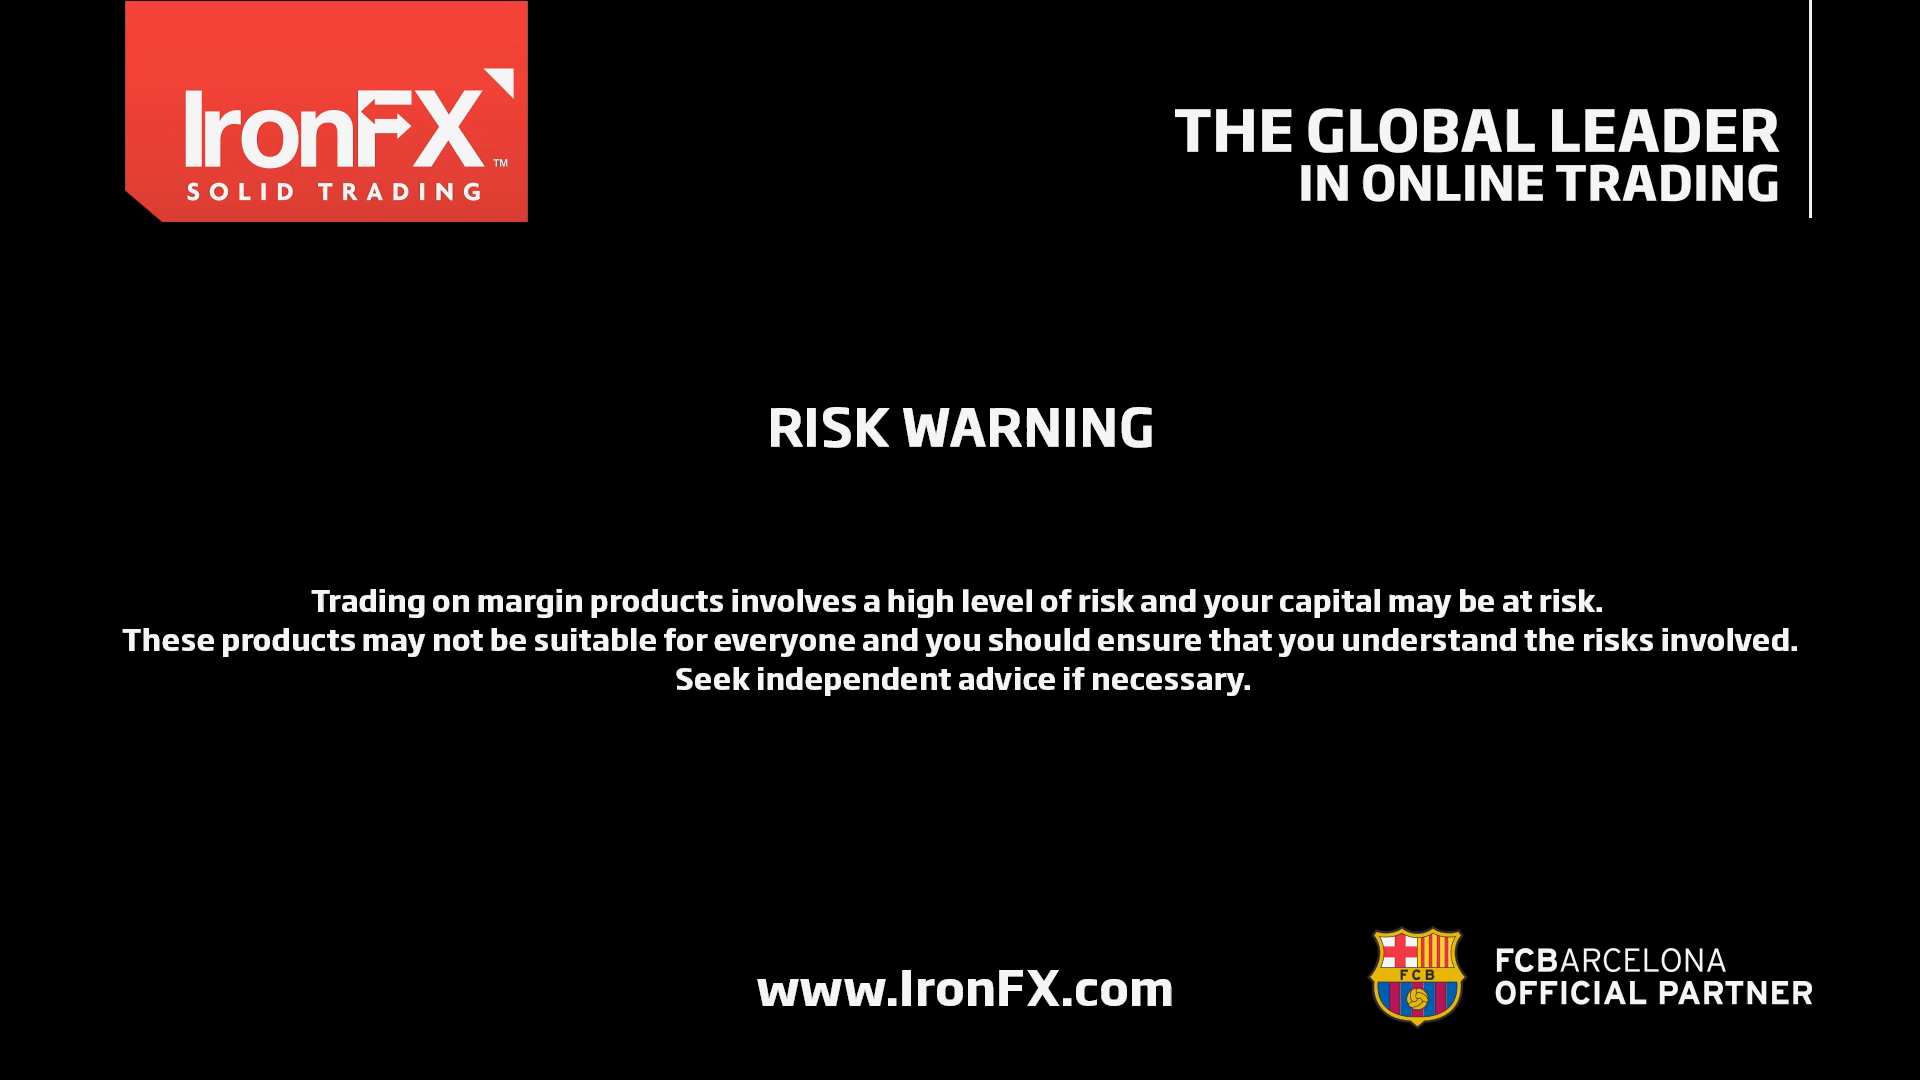 IronFX™
SOLID TRADING
THE GLOBAL LEADER
IN ONLINE TRADING
RISK WARNING
Trading on margin products involves a high level of risk and your capital may be at risk.
These products may not be suitable for everyone and you should ensure that you understand the risks involved.
Seek independent advice if necessary.
www.IronFX.com
FCB
FCBARCELONA
OFFICIAL PARTNER